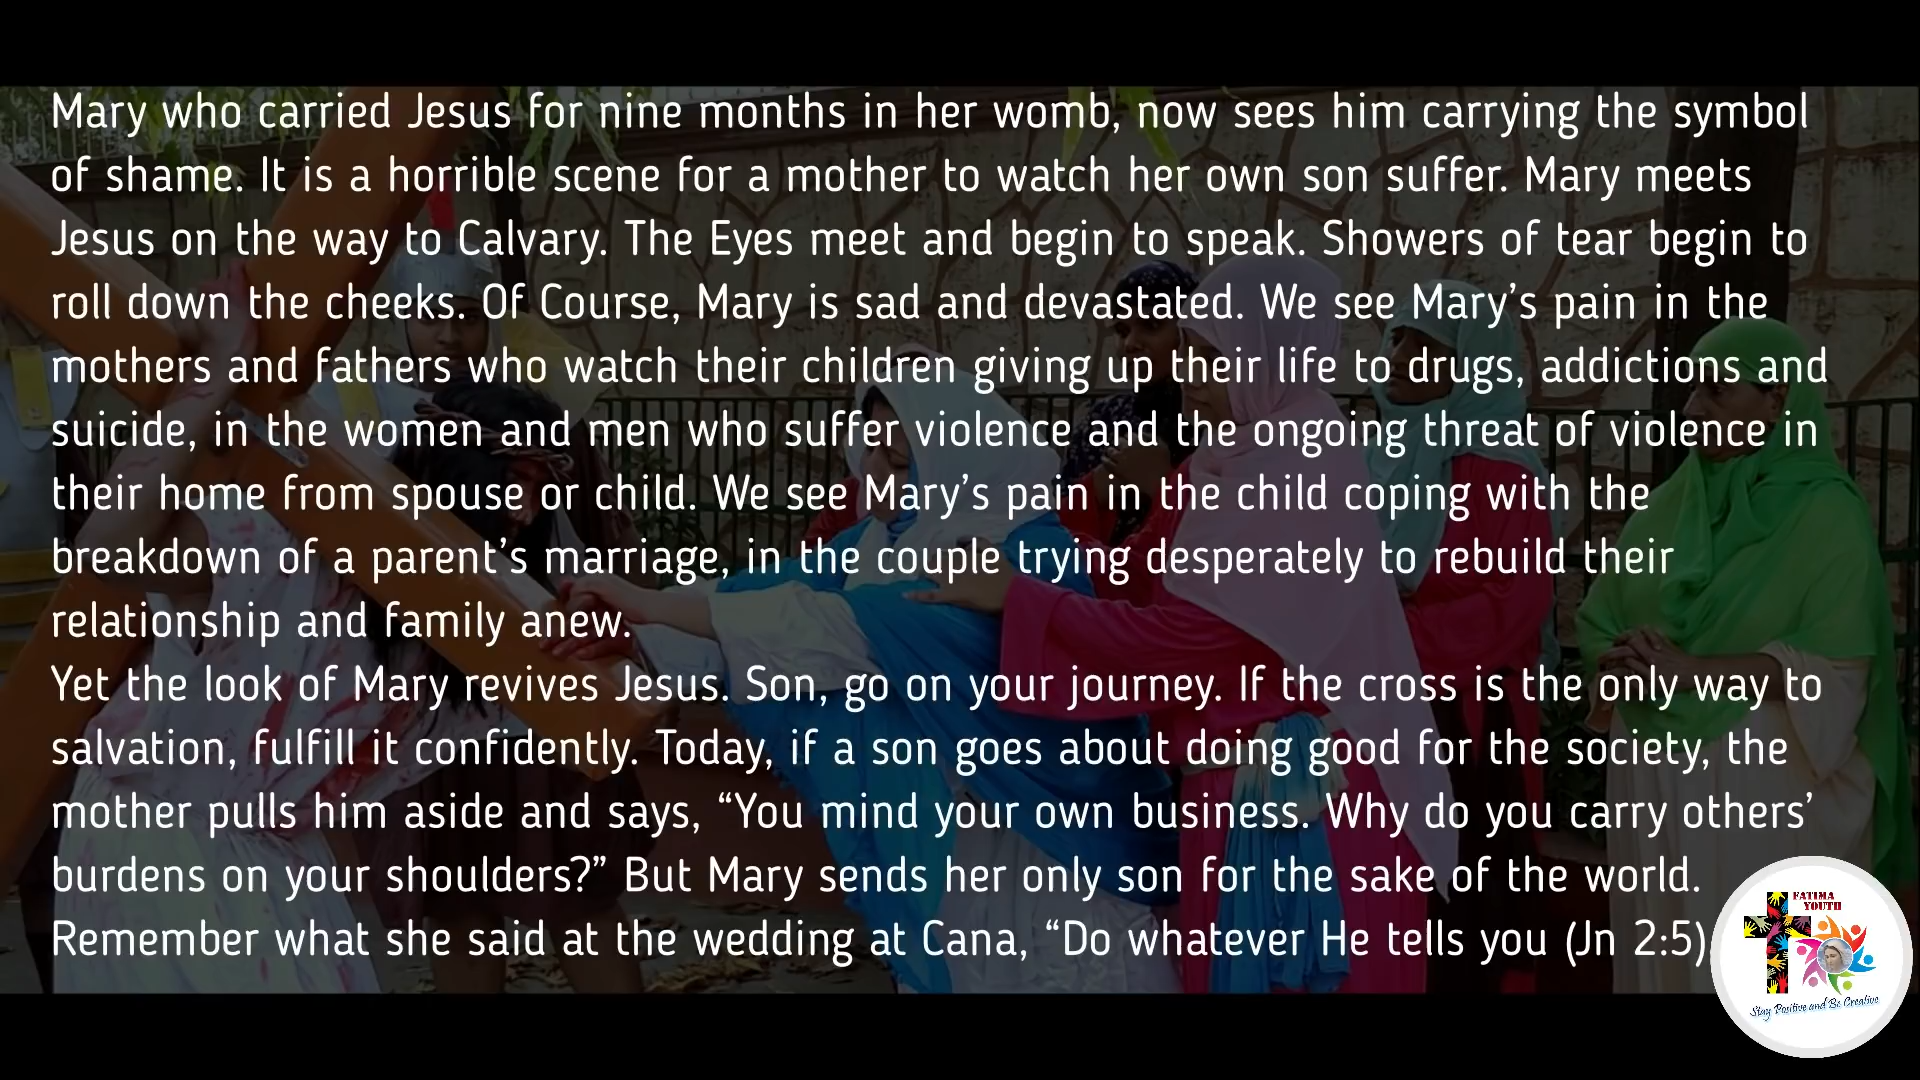 Mary who carried Jesus for nine months in her womb, now sees him carrying the symbol
of shame. It is a horrible scene for a mother to watch her own son suffer. Mary meets
Jesus on the way to Calvary. The Eyes meet and begin to speak. Showers of tear begin to
roll down the cheeks. Of Course, Mary is sad and devastated. We see Mary’s pain in the
mothers and fathers who watch their children giving up their life to drugs, addictions and
suicide, in the women and men who suffer violence and the ongoing threat of violence in
their home from spouse or child. We see Mary’s pain in the child coping with the
breakdown of a parent’s marriage, in the couple trying desperately to rebuild their
relationship and family anew.
Yet the look of Mary revives Jesus. Son, go on your journey. If the cross is the only way to
salvation, fulfill it confidently. Today, if a son goes about doing good for the society, the
mother pulls him aside and says, “You mind your own business. Why do you carry others’
burdens on your shoulders?” But Mary sends her only son for the sake of the world.
Remember what she said at the wedding at Cana, “Do whatever He tells you (Jn 2:5)
FATIMA
YOUTH
Stay Positive and Be Creative